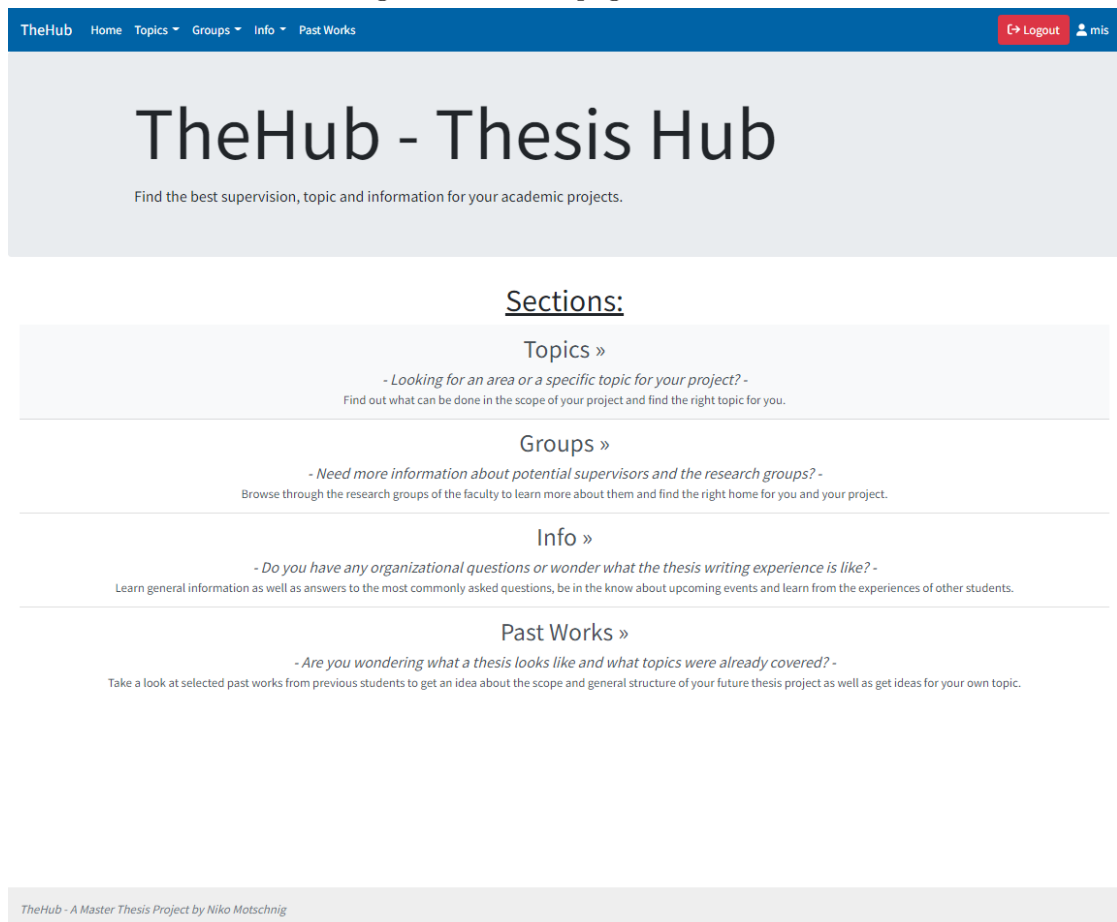 TheHub Home Topics Groups Info Past Works Logout mis
TheHub - Thesis Hub
Find the best supervision, topic and information for your academic projects.
Sections:
Topics »
- Looking for an area or a specific topic for your project? -
Find out what can be done in the scope of your project and find the right topic for you.
Groups »
- Need more information about potential supervisors and the research groups? -
Browse through the research groups of the faculty to learn more about them and find the right home for you and your project.
Info »
- Do you have any organizational questions or wonder what the thesis writing experience is like? -
Learn general information as well as answers to the most commonly asked questions, be in the know about upcoming events and learn from the experiences of other students.
Past Works »
- Are you wondering what a thesis looks like and what topics were already covered? -
Take a look at selected past works from previous students to get an idea about the scope and general structure of your future thesis project as well as get ideas for your own topic.
TheHub - A Master Thesis Project by Niko Motschnig